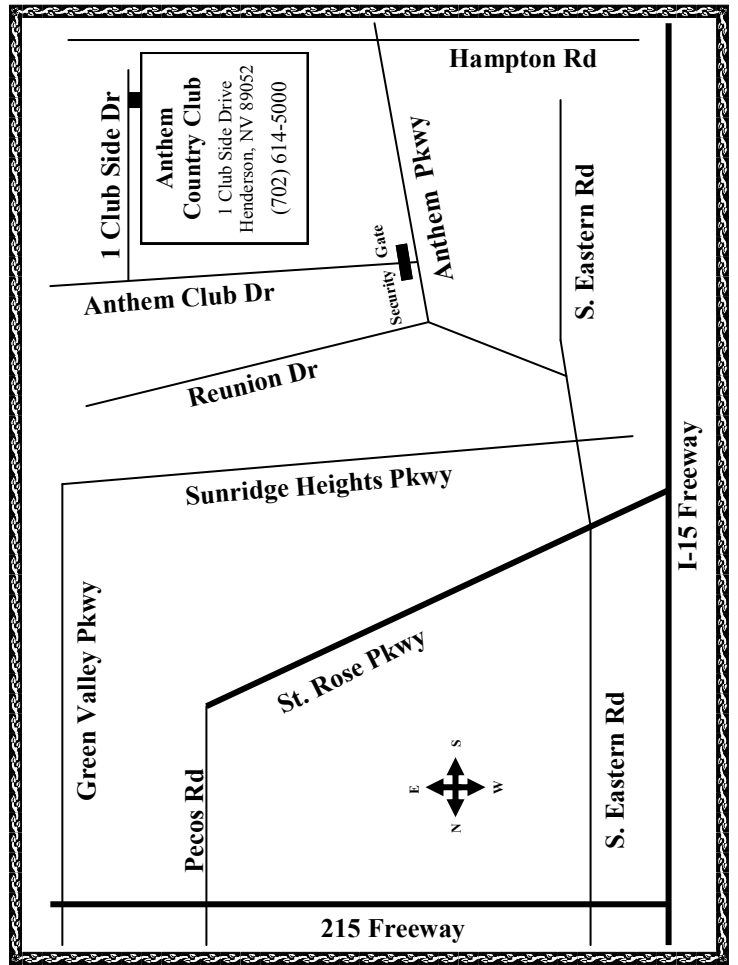 Hampton Rd
1 Club Side Dr
Anthem
Country Club
1 Club Side Drive
Henderson, NV 89052
(702) 614-5000
Anthem Pkwy
Security Gate
Anthem Club Dr
S. Eastern Rd
Reunion Dr
Sunridge Heights Pkwy
I-15 Freeway
Green Valley Pkwy
St. Rose Pkwy
Pecos Rd
E
N
S
W
S. Eastern Rd
215 Freeway